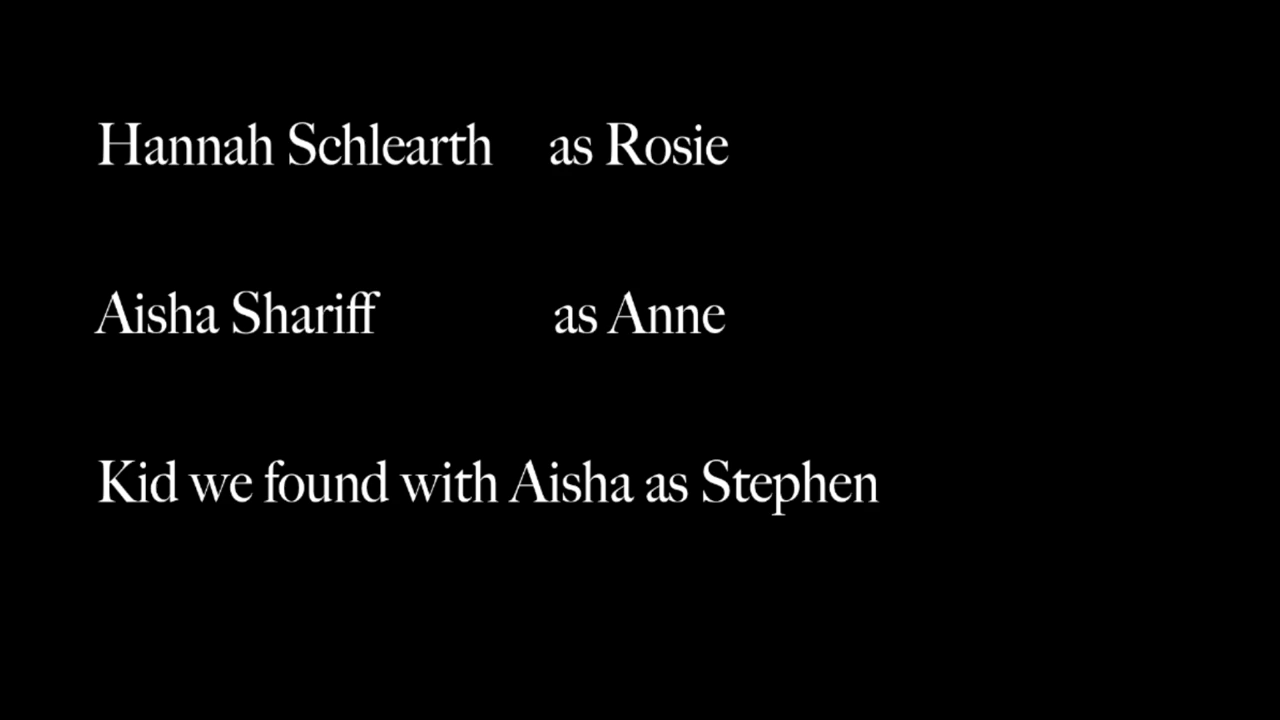 Hannah Schlearth as Rosie
Aisha Shariff as Anne
Kid we found with Aisha as Stephen